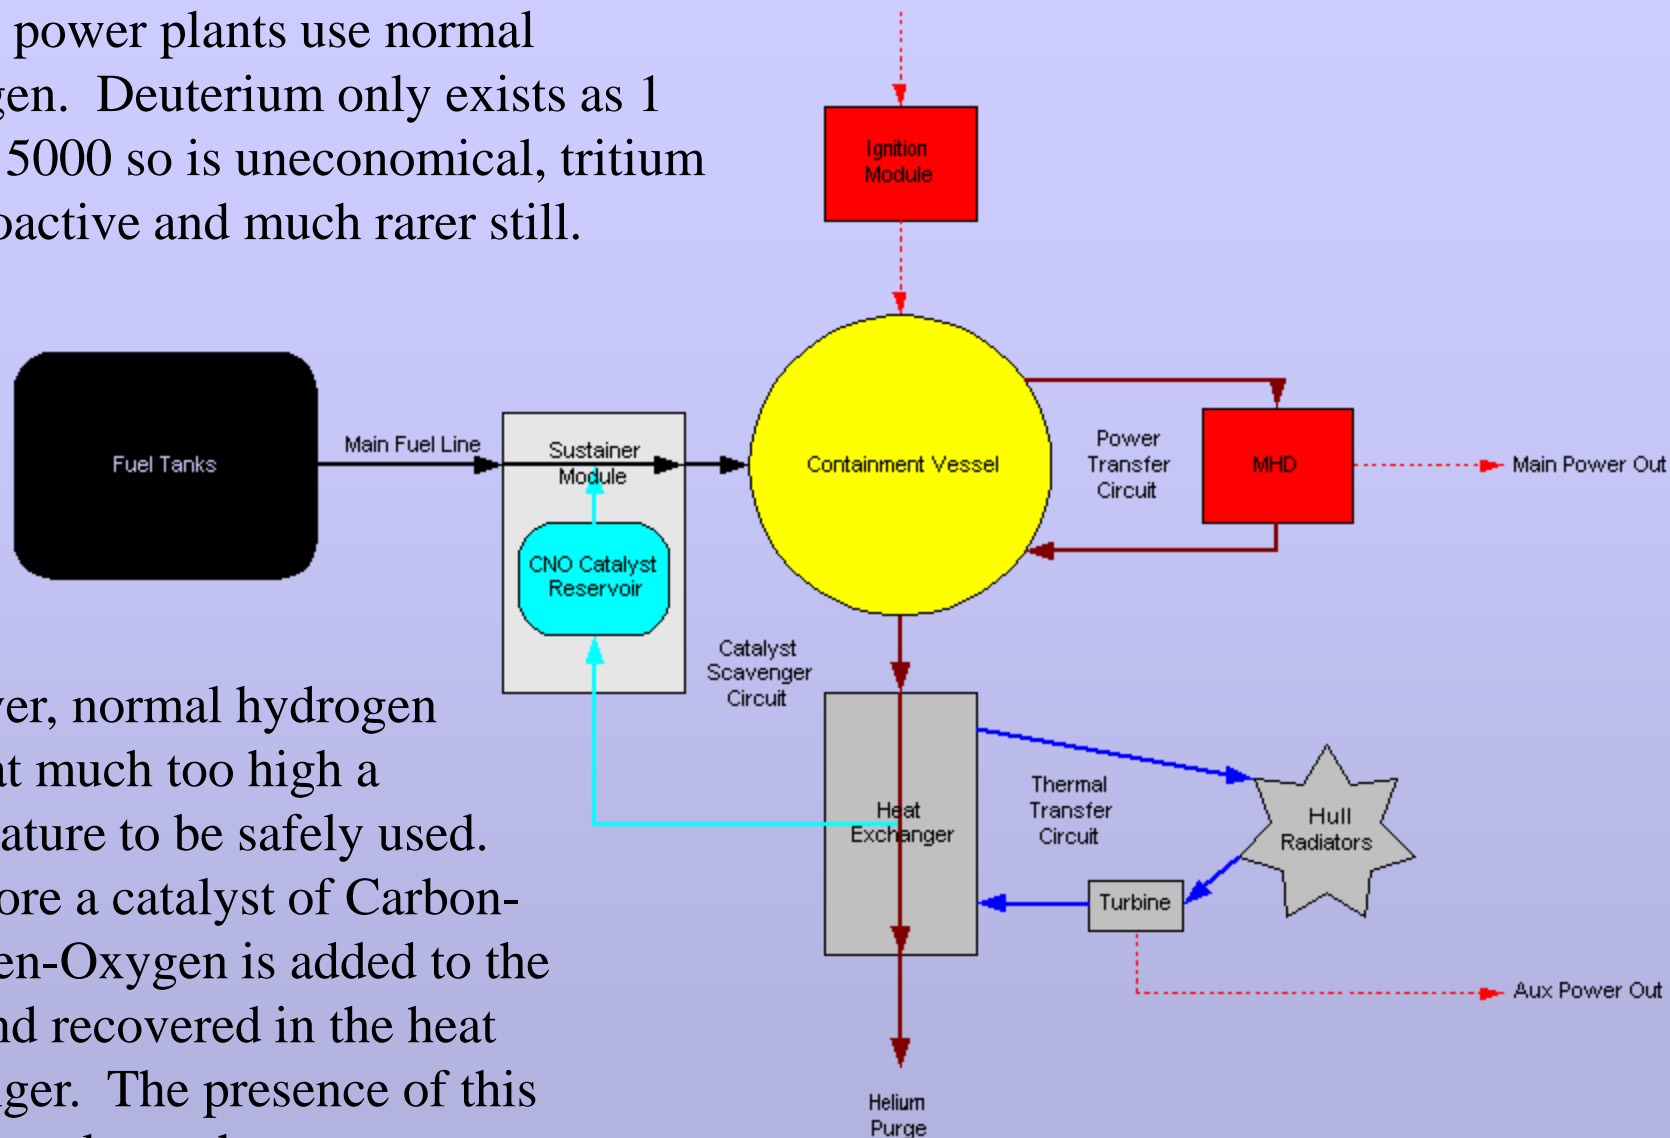 power plants use normal
gen. Deuterium only exists as 1
5000 so is uneconomical, tritium
oactive and much rarer still.
Ignition
Module
Fuel Tanks
Main Fuel Line
Sustainer
Module
CNO Catalyst
Reservoir
Containment Vessel
Power
Transfer
Circuit
MHD
Main Power Out
Catalyst
Scavenger
Circuit
ver, normal hydrogen
at much too high a
ature to be safely used.
ore a catalyst of Carbon-
en-Oxygen is added to the
nd recovered in the heat
nger. The presence of this
Heat
Exchanger
Thermal
Transfer
Circuit
Hull
Radiators
Turbine
Aux Power Out
Helium
Purge